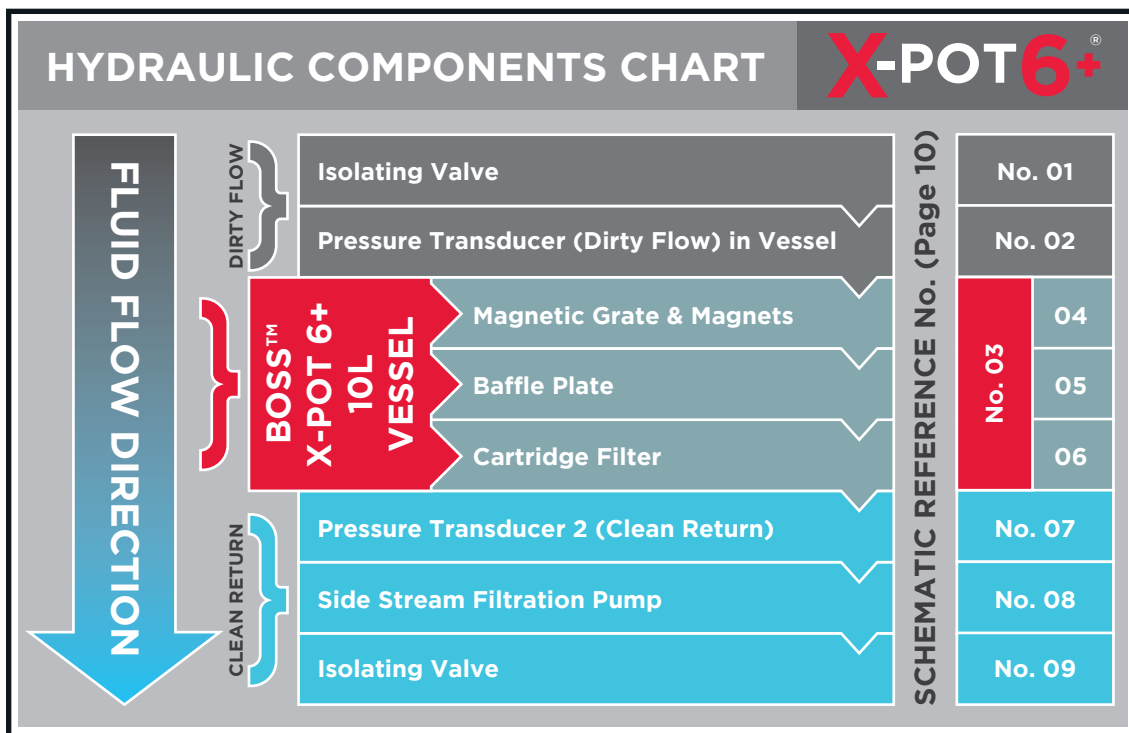 HYDRAULIC COMPONENTS CHART
X-POT6+®
FLUID FLOW DIRECTION
DIRTY FLOW
Isolating Valve
No. 01
Pressure Transducer (Dirty Flow) in Vessel
No. 02
BOSS™
X-POT 6+
10L
VESSEL
Magnetic Grate & Magnets
04
Baffle Plate
05
Cartridge Filter
06
No. 03
CLEAN RETURN
Pressure Transducer 2 (Clean Return)
No. 07
Side Stream Filtration Pump
No. 08
Isolating Valve
No. 09
SCHEMATIC REFERENCE No. (Page 10)